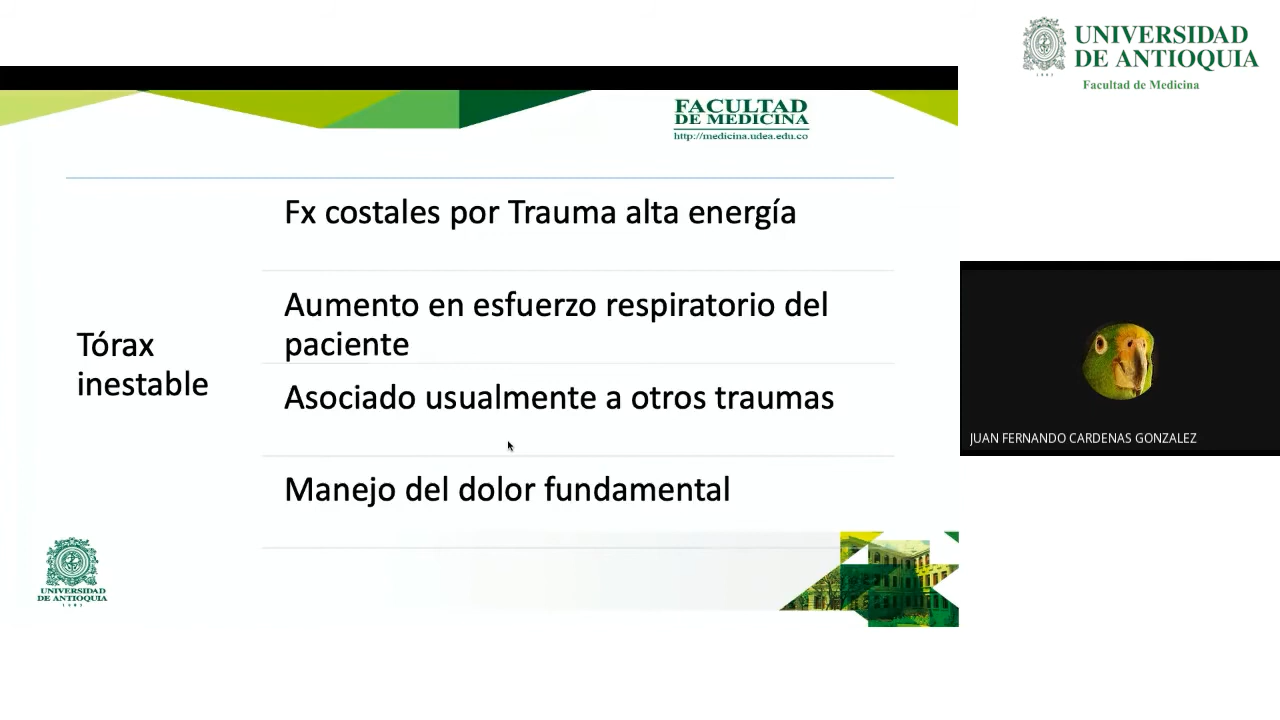 UNIVERSIDAD
DE ANTIOQUIA
1803
Facultad de Medicina
FACULTAD
DE MEDICINA
http://medicina.udea.edu.co
Tórax
inestable
Fx costales por Trauma alta energía
Aumento en esfuerzo respiratorio del
paciente
Asociado usualmente a otros traumas
Manejo del dolor fundamental
JUAN FERNANDO CARDENAS GONZALEZ
UNIVERSIDAD
DE ANTIOQUIA
1803